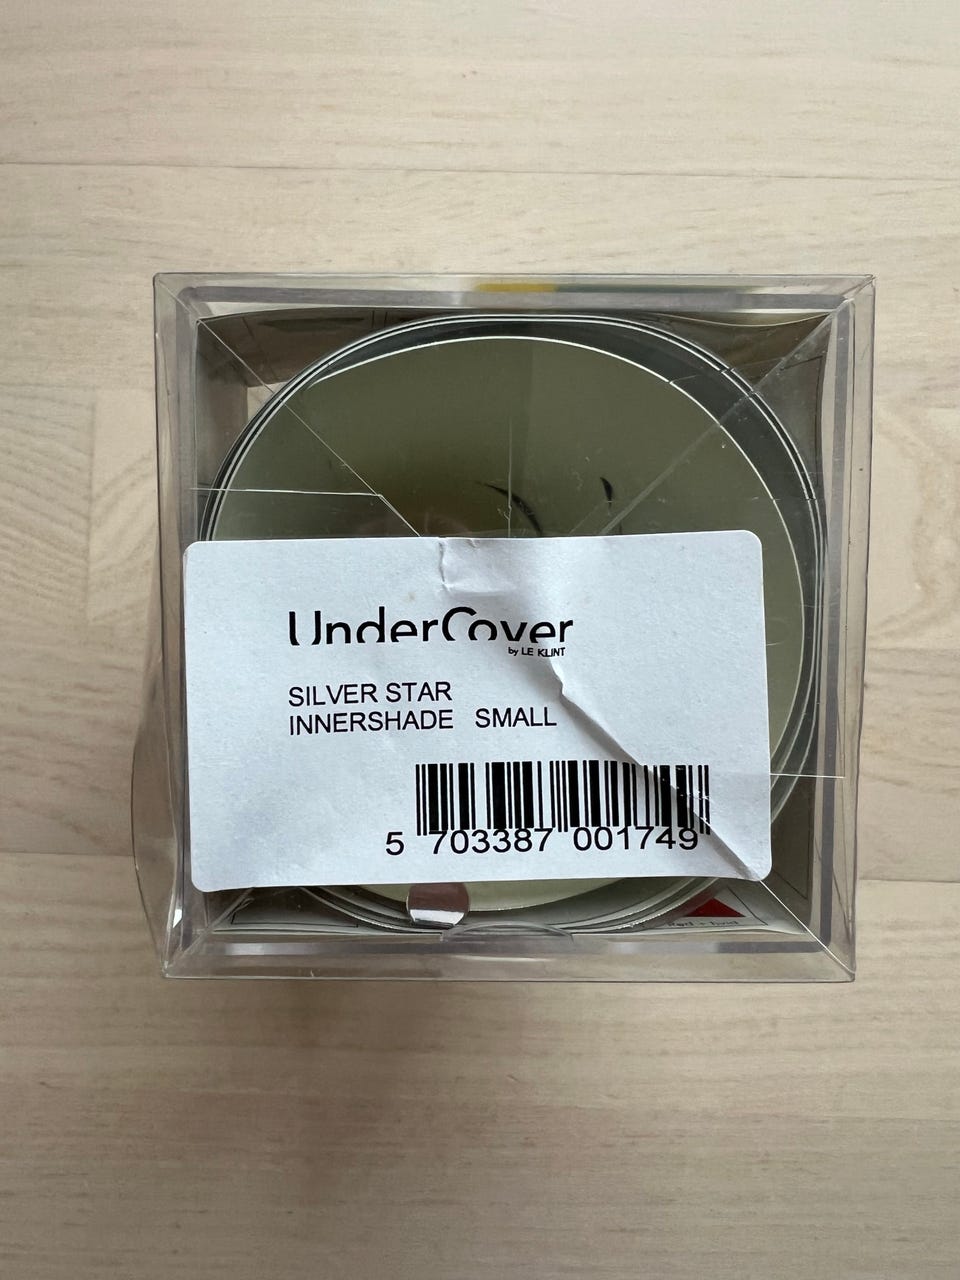 UnderCover
by LE KLINT
SILVER STAR
INNERSHADE SMALL
5 703387 001749